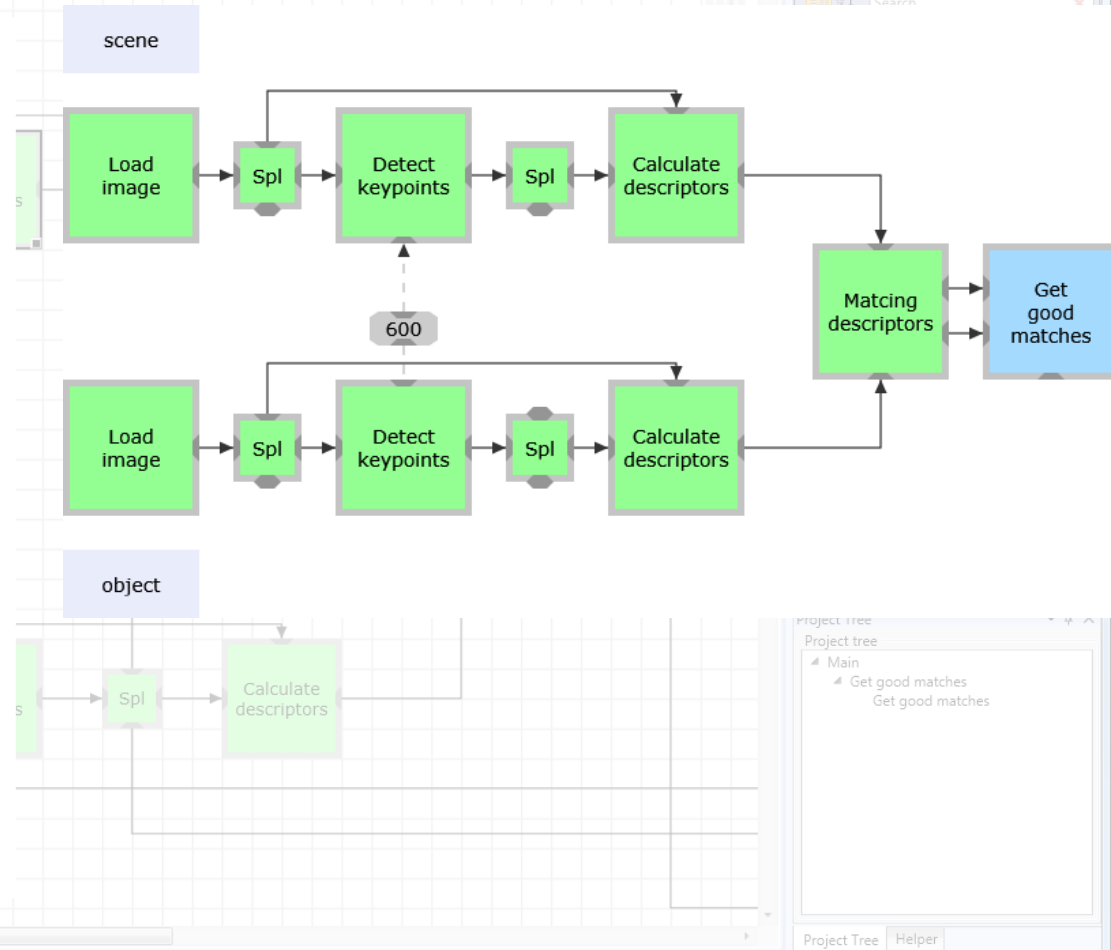 Search
scene
Load
image
Spl
Detect
keypoints
Spl
Calculate
descriptors
s
Matcing
descriptors
Get
good
matches
600
Load
image
Spl
Detect
keypoints
Spl
Calculate
descriptors
object
Project Tree
Project tree
Main
Get good matches
Get good matches
s
Spl
Calculate
descriptors
Project Tree
Helper